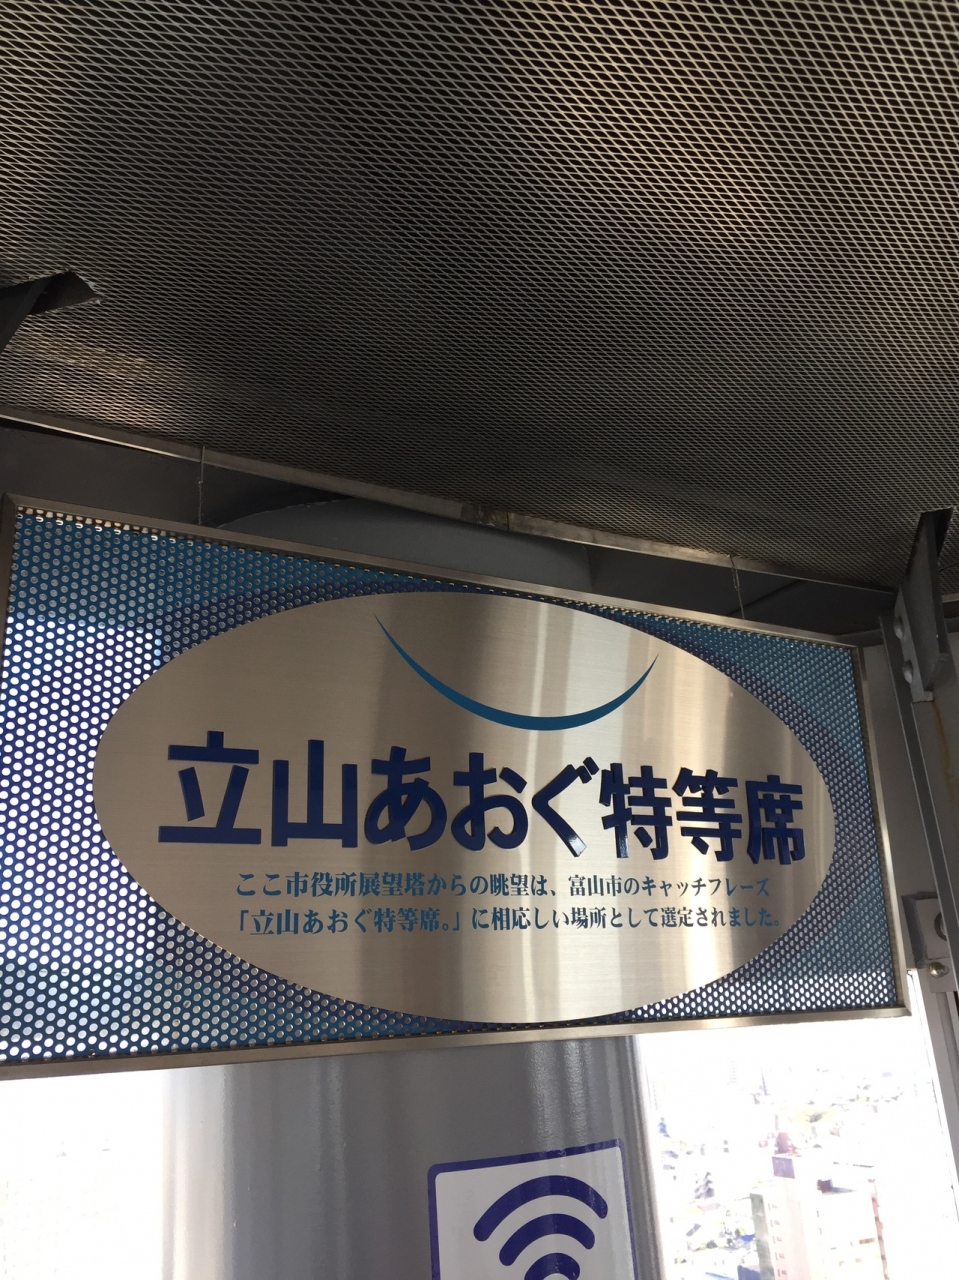 立山あおぐ特等席
ここ市役所展望塔からの眺望は、富山市のキャッチフレーズ
「立山あおぐ特等席。」に相応しい場所として選定されました。